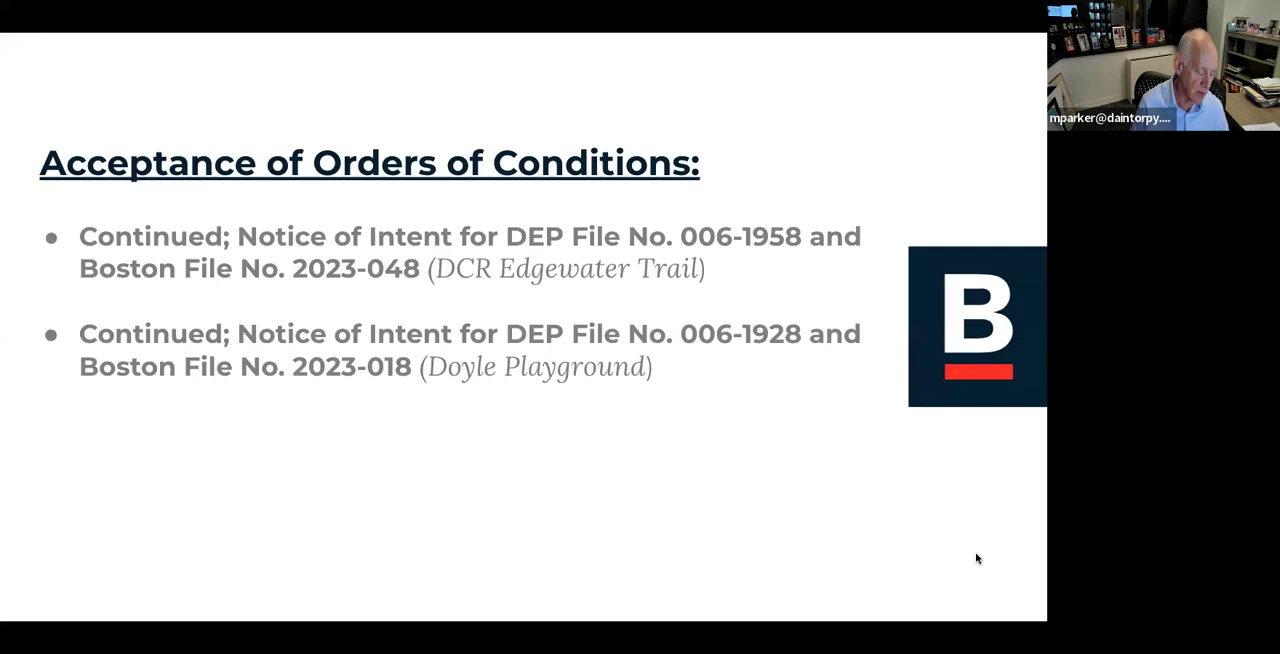 Acceptance of Orders of Conditions:
● Continued; Notice of Intent for DEP File No. 006-1958 and
Boston File No. 2023-048 (DCR Edgewater Trail)
● Continued; Notice of Intent for DEP File No. 006-1928 and
Boston File No. 2023-018 (Doyle Playground)
B
mparker@daintorpy....